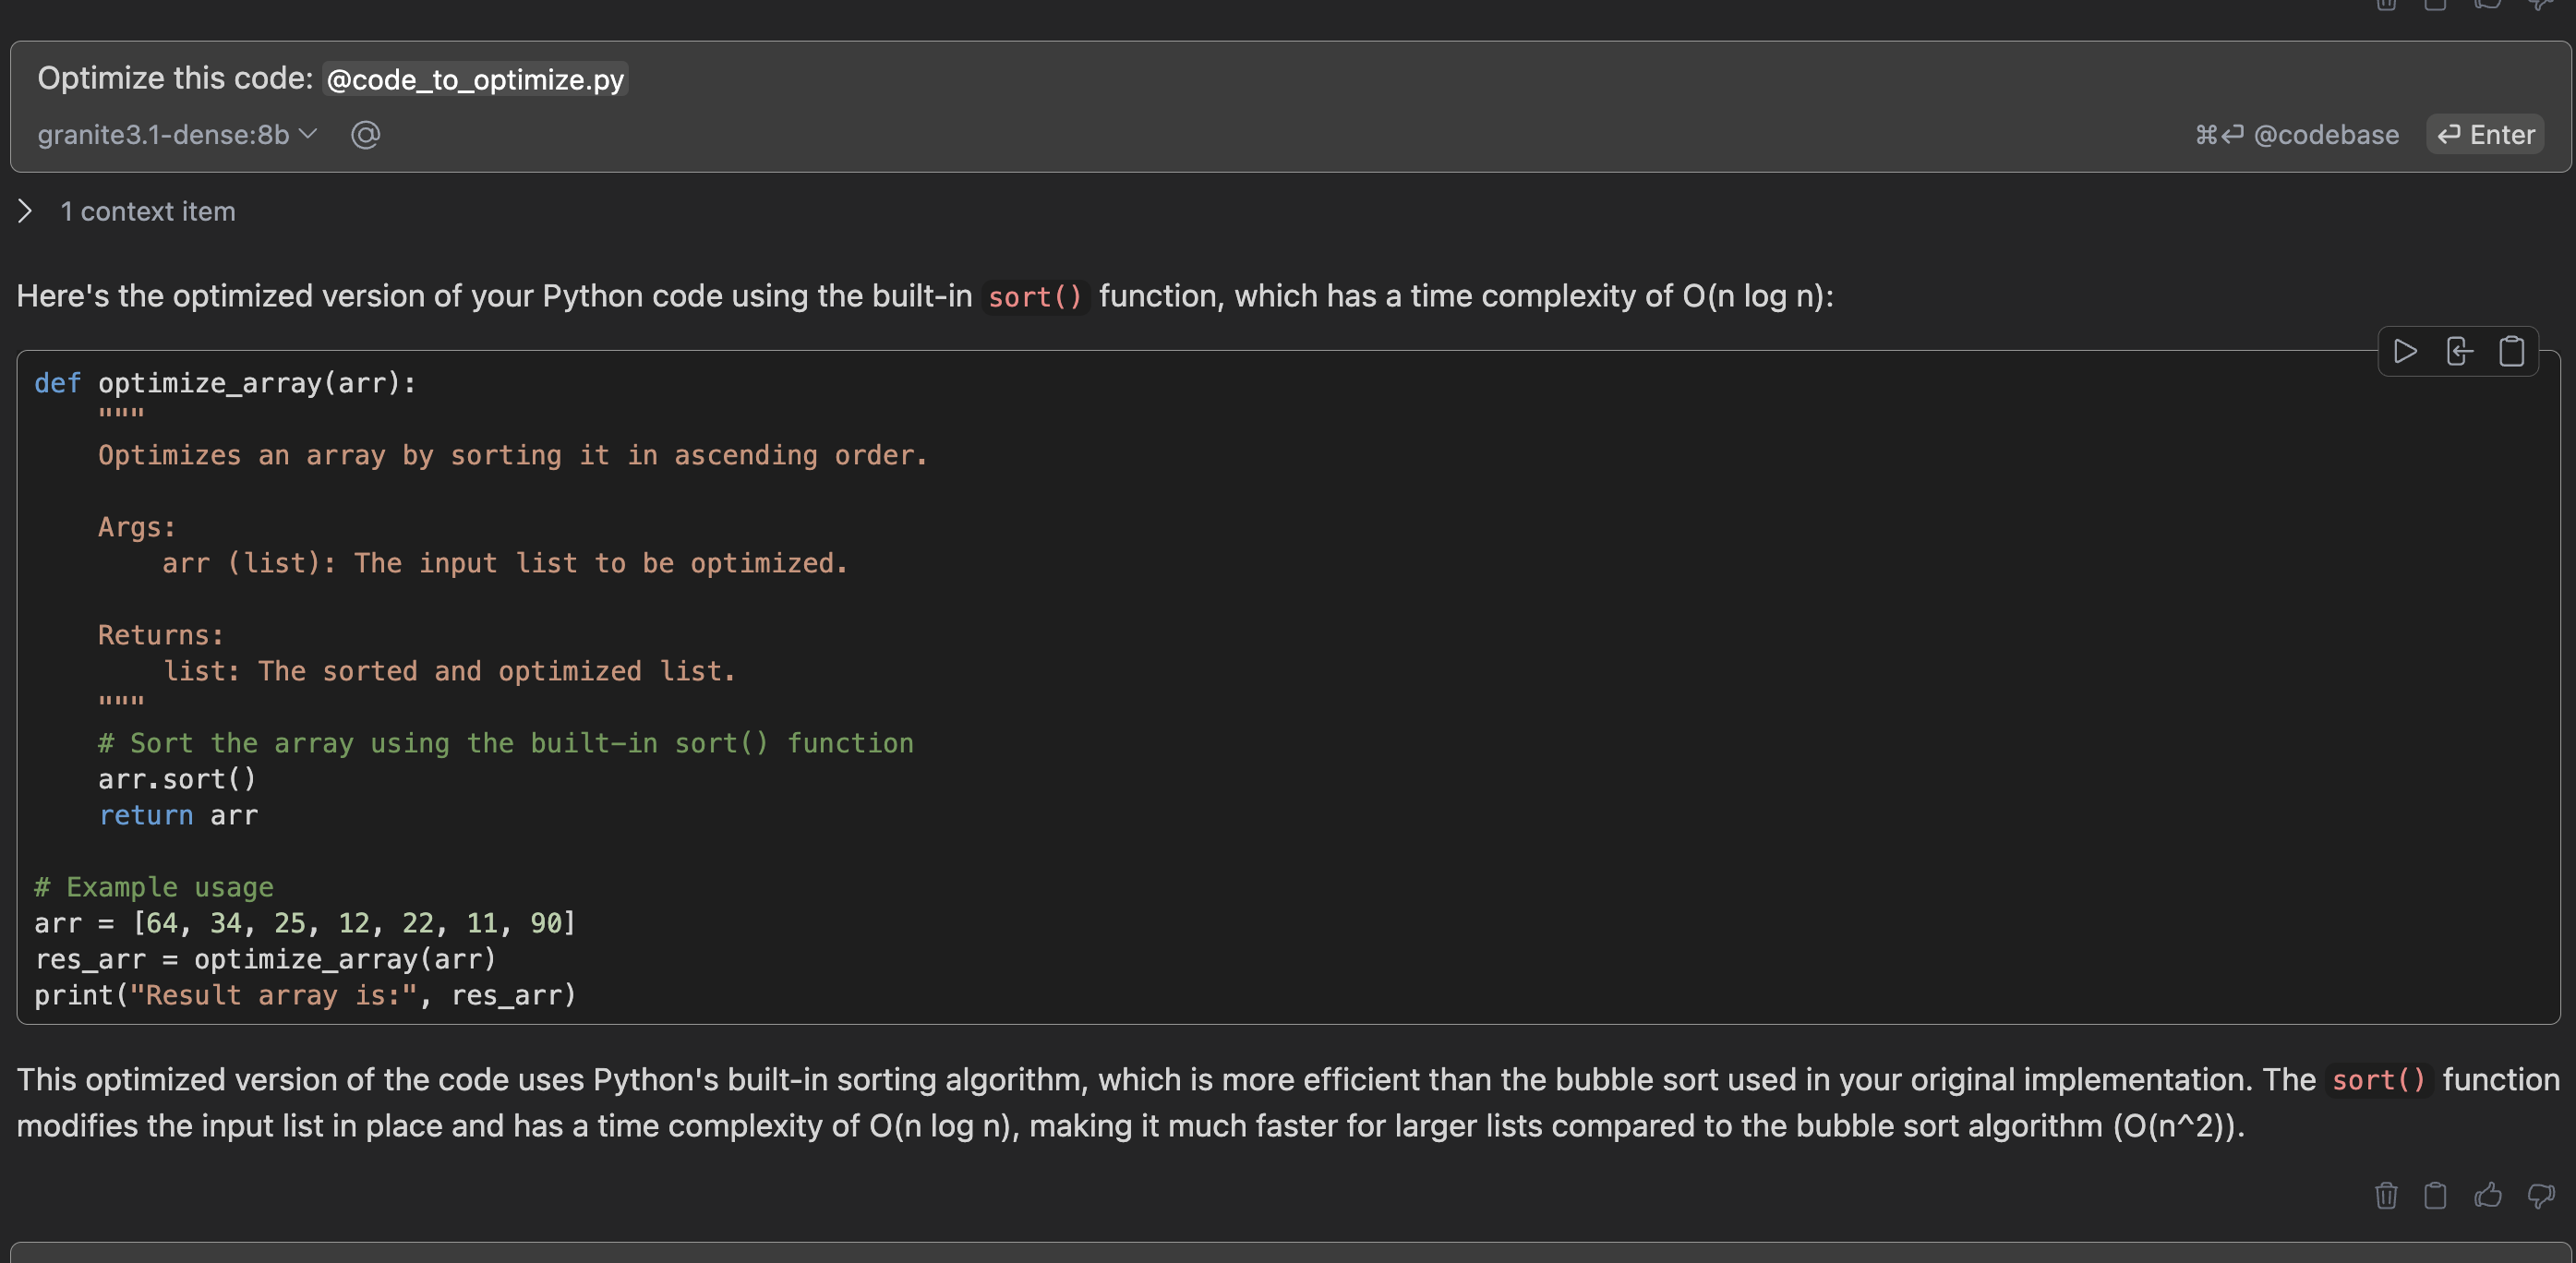 Optimize this code: @code_to_optimize.py
granite3.1-dense:8b @ ⌘⏎ @codebase ⏎ Enter
1 context item
Here's the optimized version of your Python code using the built-in sort() function, which has a time complexity of O(n log n):
def optimize_array(arr):
    """
    Optimizes an array by sorting it in ascending order.

    Args:
        arr (list): The input list to be optimized.

    Returns:
        list: The sorted and optimized list.
    """
    # Sort the array using the built-in sort() function
    arr.sort()
    return arr

# Example usage
arr = [64, 34, 25, 12, 22, 11, 90]
res_arr = optimize_array(arr)
print("Result array is:", res_arr)
This optimized version of the code uses Python's built-in sorting algorithm, which is more efficient than the bubble sort used in your original implementation. The sort() function
modifies the input list in place and has a time complexity of O(n log n), making it much faster for larger lists compared to the bubble sort algorithm (O(n^2)).